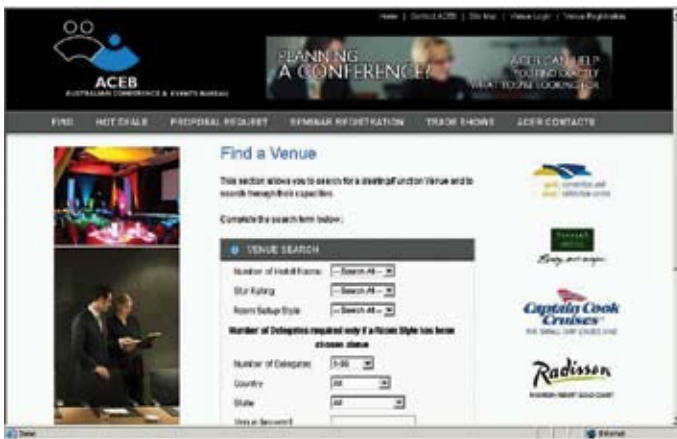 Home | Contact ACEB | Site Map | Venue Login | Venue Registration
ACEB
AUSTRALIAN CONFERENCE & EVENTS BUREAU
PLANNING
A CONFERENCE?
ACEB CAN HELP
YOU FIND EXACTLY
WHAT YOU'RE LOOKING FOR
FIND HOT DEALS PROPOSAL REQUEST SEMINAR REGISTRATION TRADE SHOWS ACEB CONTACTS
Find a Venue
This section allows you to search for a Meeting/Function Venue and to
search through their capacities.
Complete the search form below:
VENUE SEARCH
Number of Hotel Rooms -- Search All --
Star Rating -- Search All --
Room Setup Style -- Search All --
Number of Delegates required only if a Room Style has been
chosen above
Number of Delegates
Country All
State All
Venue Keyword
Captain Cook
Cruises
Radisson
Done
Internet